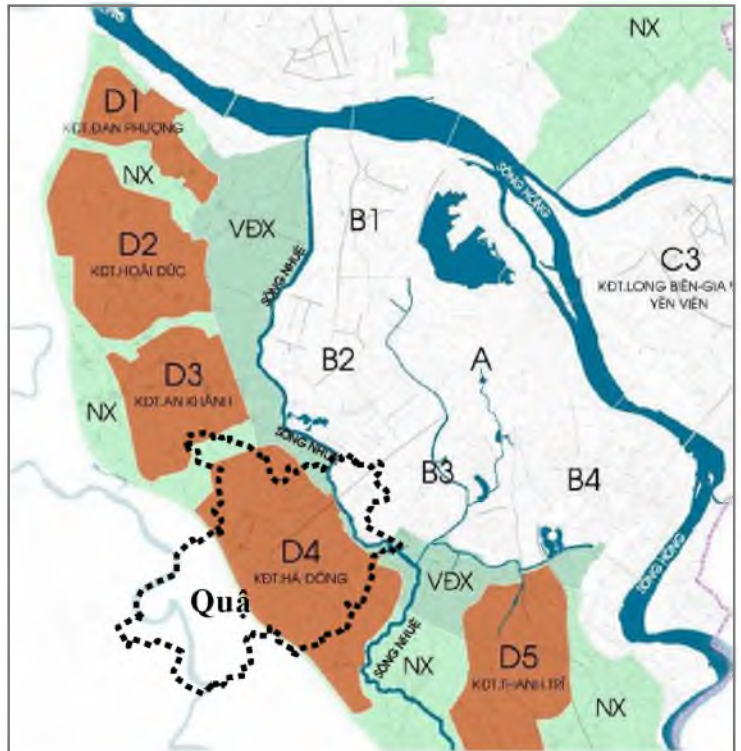 NX
D1
KĐT.ĐAN PHƯỢNG
NX
VĐX
B1
SÔNG HỒNG
D2
KĐT.HOÀI ĐỨC
SÔNG NHUỆ
C3
KĐT.LONG BIÊN-GIA
YÊN VIÊN
B2
A
D3
KĐT.AN KHÁNH
NX
SÔNG NHUỆ
B3
B4
D4
KĐT.HÀ ĐÔNG
Quâ
VĐX
SÔNG HỒNG
SÔNG NHUỆ
NX
D5
KĐT.THANH TRÌ
NX